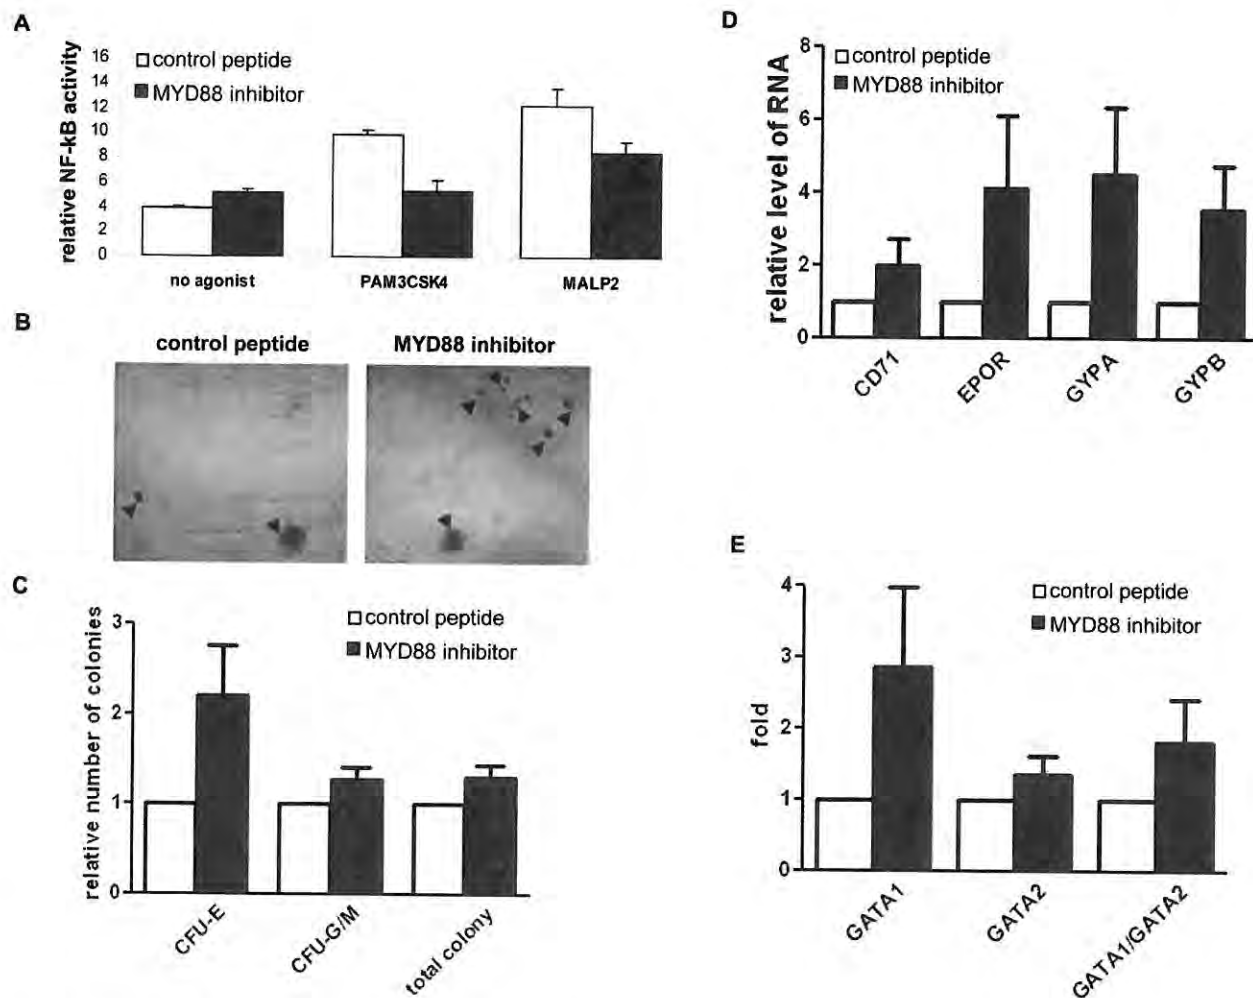 A
relative NF-kB activity
16
14
12
10
8
6
4
2
0
control peptide
MYD88 inhibitor
no agonist
PAM3CSK4
MALP2
B
control peptide
MYD88 inhibitor
C
relative number of colonies
3
2
1
0
control peptide
MYD88 inhibitor
CFU-E
CFU-G/M
total colony
D
relative level of RNA
8
6
4
2
0
control peptide
MYD88 inhibitor
CD71
EPOR
GYPA
GYPB
E
fold
4
3
2
1
0
control peptide
MYD88 inhibitor
GATA1
GATA2
GATA1/GATA2